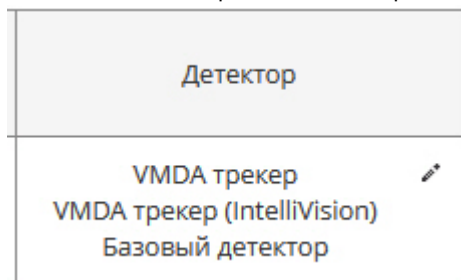 Детектор
VMDA трекер
VMDA трекер (IntelliVision)
Базовый детектор